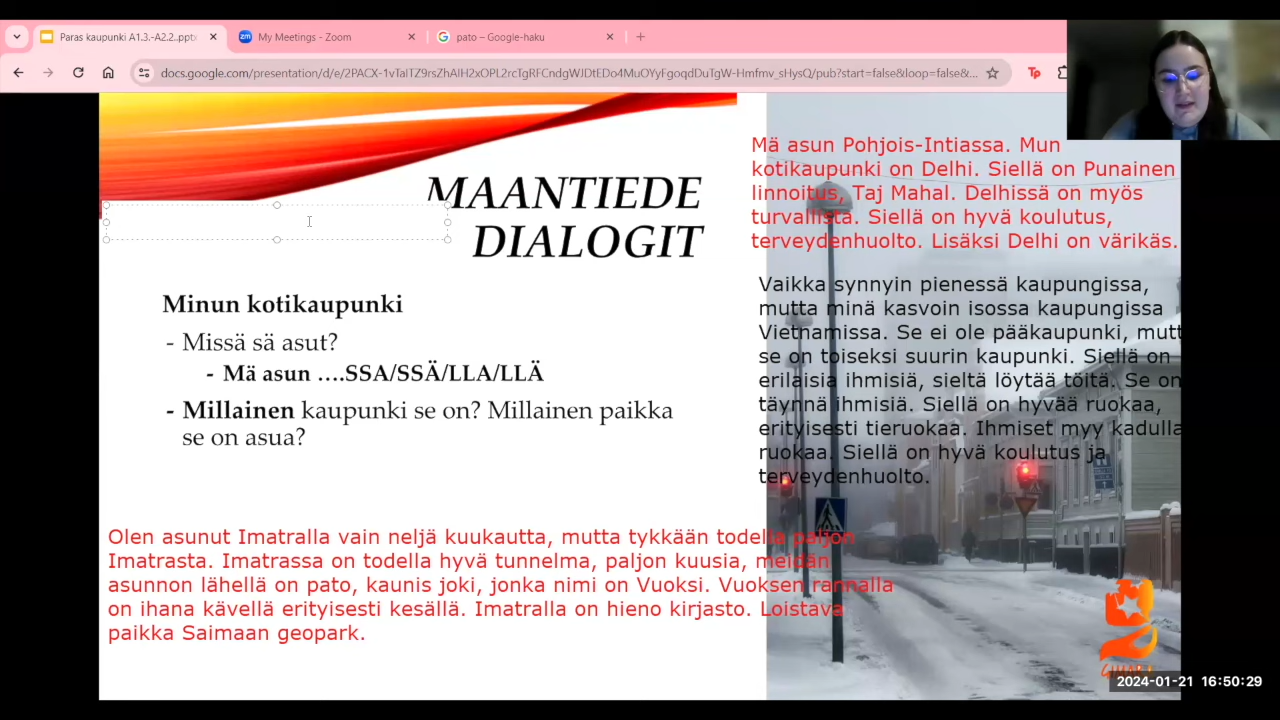 Paras kaupunki A1.3.-A2.2..pptx
My Meetings - Zoom
pato – Google-haku
docs.google.com/presentation/d/e/2PACX-1vTaITZ9rsZhAIH2xOPL2rcTgRFCndgWJDtEDo4MuOYyFgoqdDuTgW-Hmfmv_sHysQ/pub?start=false&loop=false&...
MAANTIEDE
DIALOGIT
Minun kotikaupunki
- Missä sä asut?
- Mä asun ....SSA/SSÄ/LLA/LLÄ
- Millainen kaupunki se on? Millainen paikka
se on asua?
Mä asun Pohjois-Intiassa. Mun
kotikaupunki on Delhi. Siellä on Punainen
linnoitus, Taj Mahal. Delhissä on myös
turvallista. Siellä on hyvä koulutus,
terveydenhuolto. Lisäksi Delhi on värikäs.
Vaikka synnyin pienessä kaupungissa,
mutta minä kasvoin isossa kaupungissa
Vietnamissa. Se ei ole pääkaupunki, mutt
se on toiseksi suurin kaupunki. Siellä on
erilaisia ihmisiä, sieltä löytää töitä. Se on
täynnä ihmisiä. Siellä on hyvää ruokaa,
erityisesti tieruokaa. Ihmiset myy kadulla
ruokaa. Siellä on hyvä koulutus ja
terveydenhuolto.
Olen asunut Imatralla vain neljä kuukautta, mutta tykkään todella paljon
Imatrasta. Imatrassa on todella hyvä tunnelma, paljon kuusia, meidän
asunnon lähellä on pato, kaunis joki, jonka nimi on Vuoksi. Vuoksen rannalla
on ihana kävellä erityisesti kesällä. Imatralla on hieno kirjasto. Loistava
paikka Saimaan geopark.
2024-01-21 16:50:29